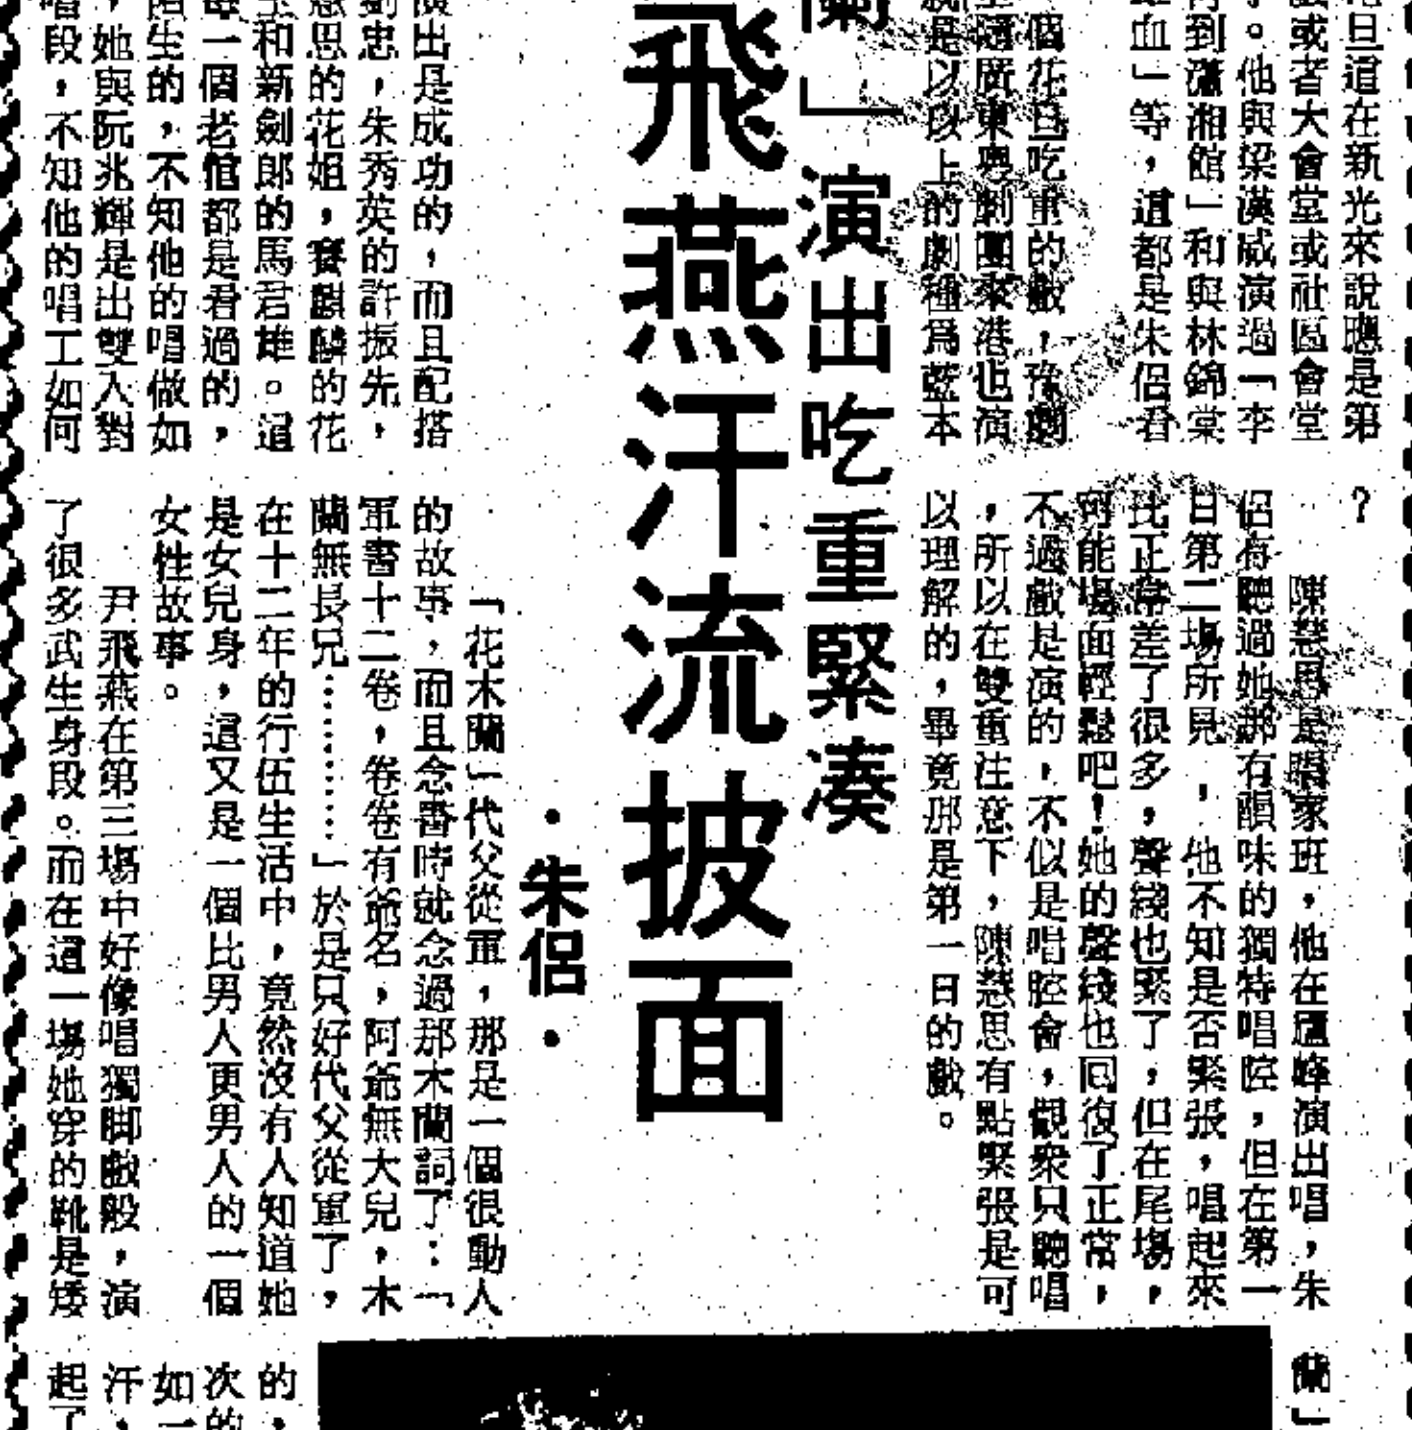 旦這在新光來說應是第
或者大會堂或社區會堂
。他與梁漢威演過「李
到瀟湘館」和與林錦棠
血」等，這都是朱侶看
個花旦吃重的戲，豫劇
隨廣東粵劇團來港也演
是以以上的劇種爲藍本
？
陳慧思是唱家班，他在廬峰演出唱，朱
侶有聽過她那有韻味的獨特唱腔，但在第一
日第二場所見，他不知是否緊張，唱起來
比正常差了很多，聲綫也緊了，但在尾場，
可能場面輕鬆吧！她的聲綫也回復了正常，
不過戲是演的，不似是唱腔會，觀衆只聽唱
，所以在雙重注意下，陳慧思有點緊張是可
以理解的，畢竟那是第一日的戲。
蘭」演出吃重緊湊
飛燕汗流披面
·朱侶·
演出是成功的，而且配搭
劉忠，朱秀英的許振先，
思的花姐，賽麒麟的花
和新劍郎的馬君雄。這
每一個老倌都是看過的，
陌生的，不知他的唱做如
，她與阮兆輝是出雙入對
唱段，不知他的唱工如何
「花木蘭」代父從軍，那是一個很動人
的故事，而且念書時就念過那木蘭詞了：「
軍書十二卷，卷卷有爺名，阿爺無大兒，木
蘭無長兄…………」於是只好代父從軍了，
在十二年的行伍生活中，竟然沒有人知道她
是女兒身，這又是一個比男人更男人的一個
女性故事。
尹飛燕在第三場中好像唱獨脚戲般，演
了很多武生身段。而在這一場她穿的靴是矮
蘭」
的，
次的
如一
汗，
起了